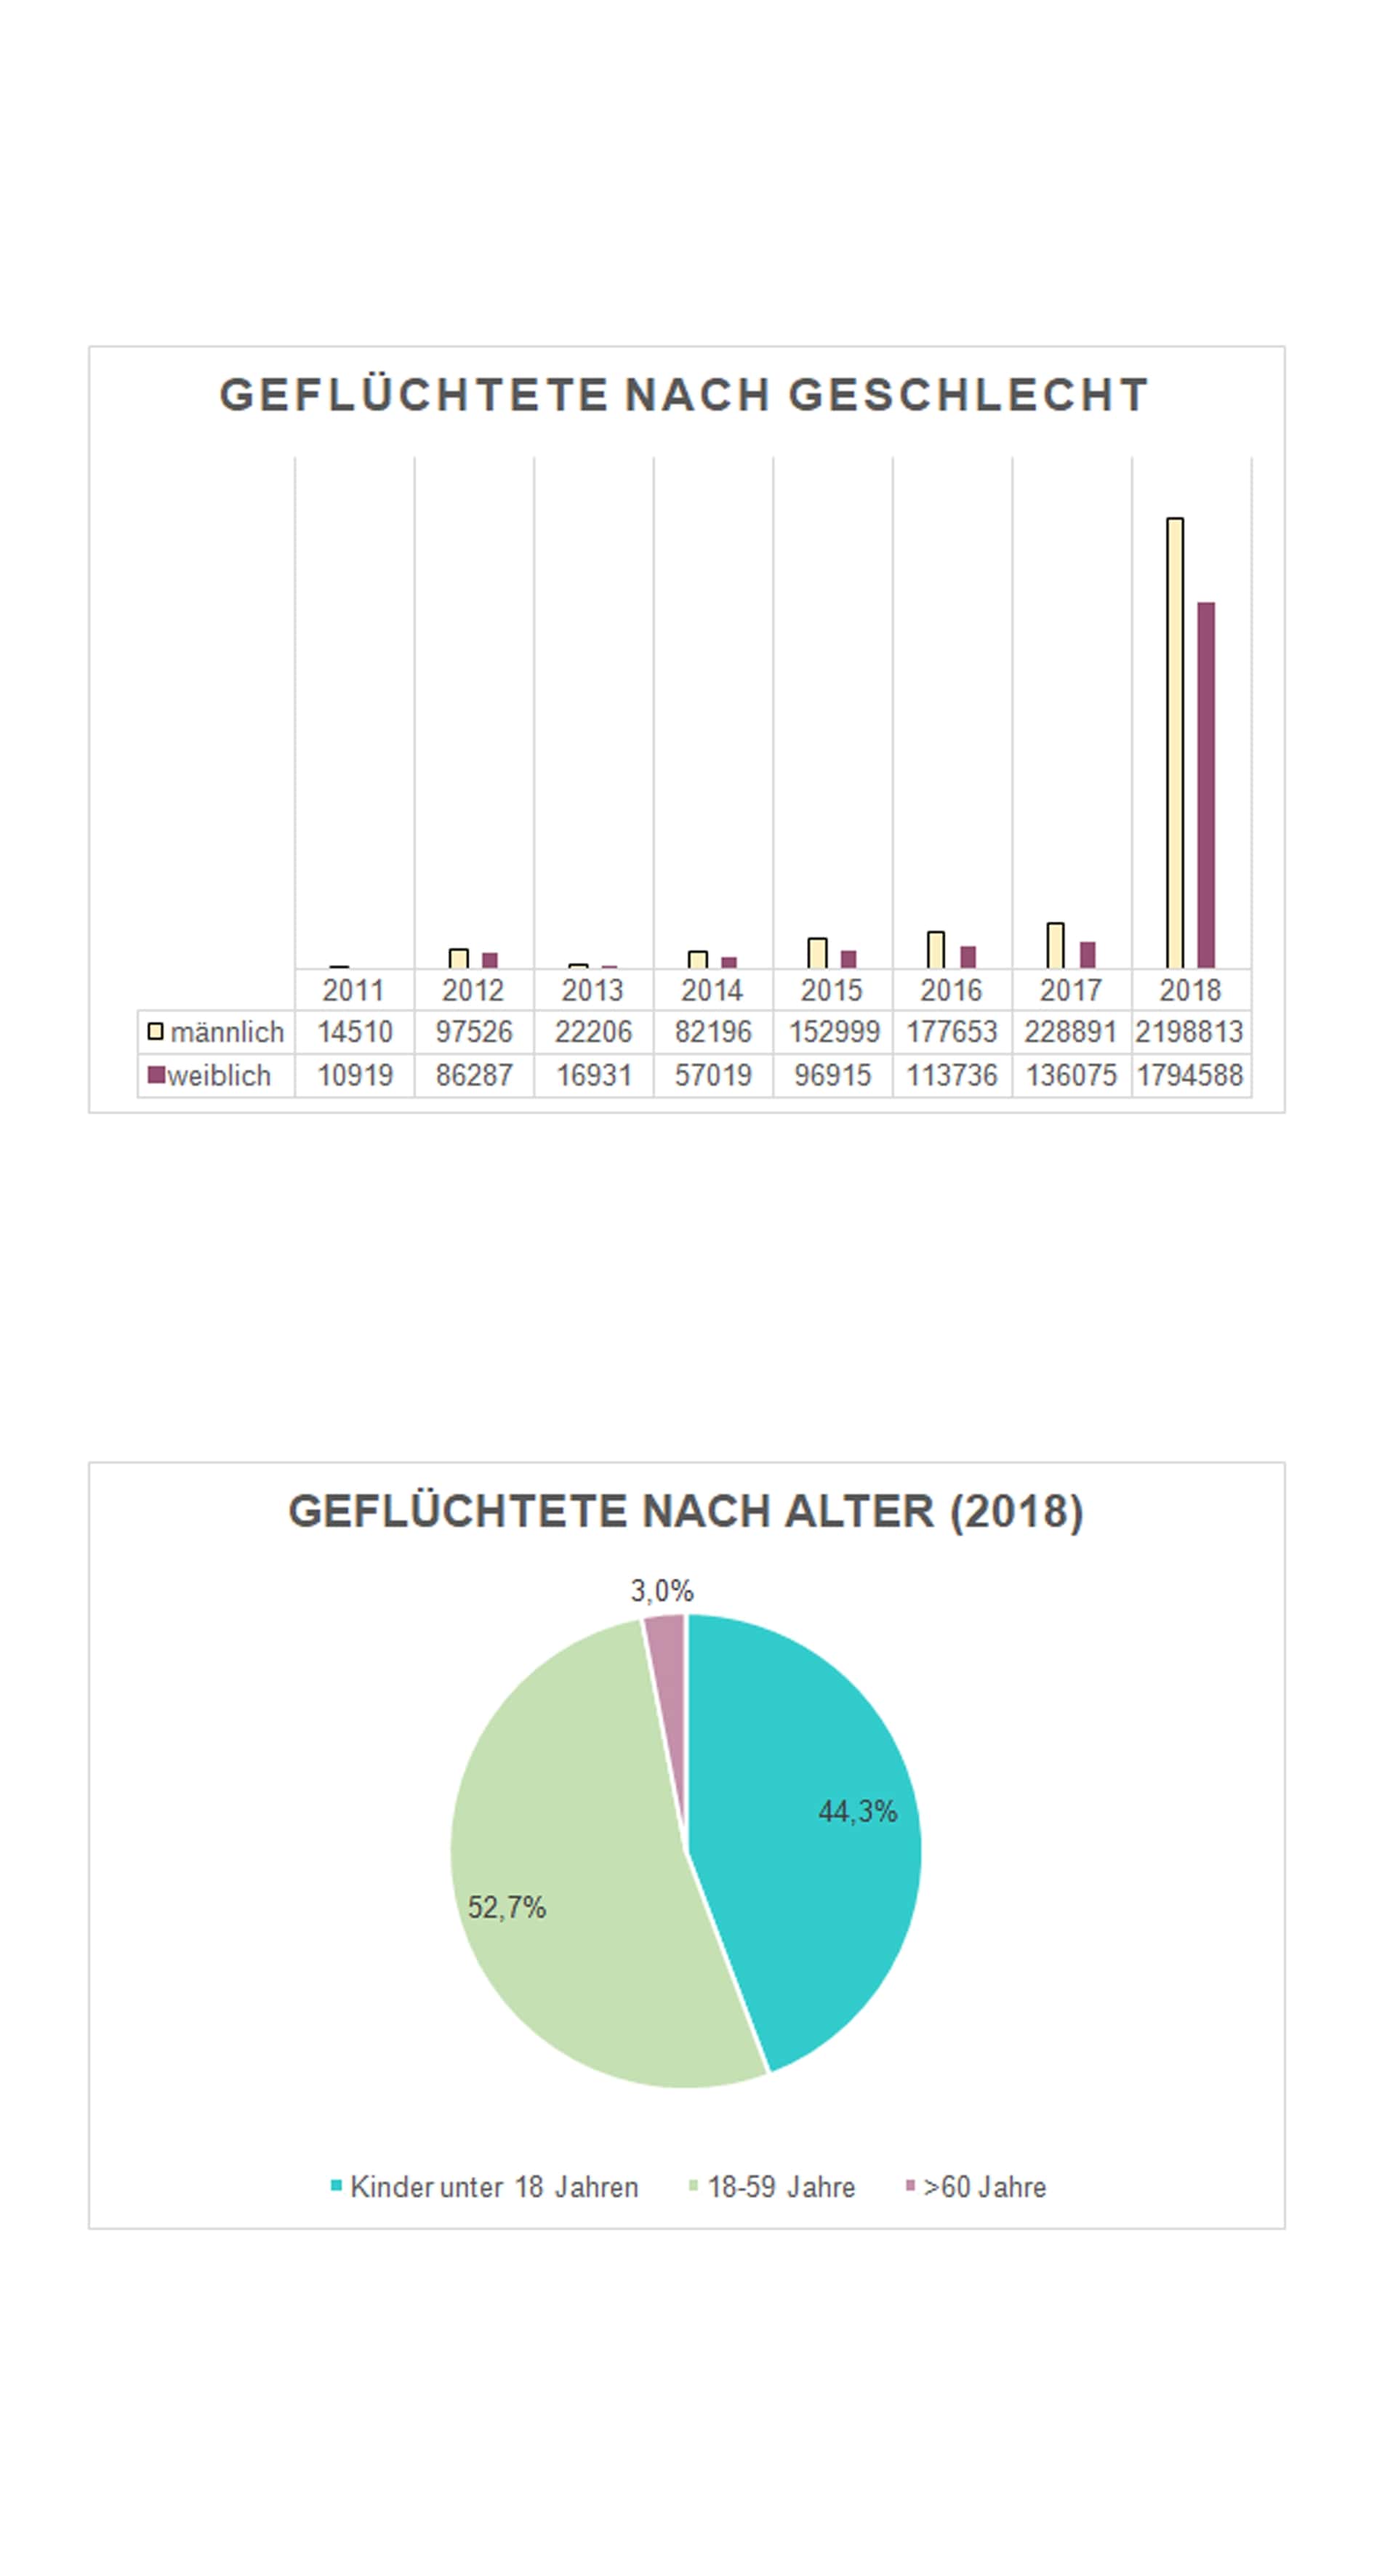 GEFLÜCHTETE NACH GESCHLECHT
2011 2012 2013 2014 2015 2016 2017 2018
männlich 14510 97526 22206 82196 152999 177653 228891 2198813
weiblich 10919 86287 16931 57019 96915 113736 136075 1794588
GEFLÜCHTETE NACH ALTER (2018)
3,0%
44,3%
52,7%
Kinder unter 18 Jahren 18-59 Jahre >60 Jahre